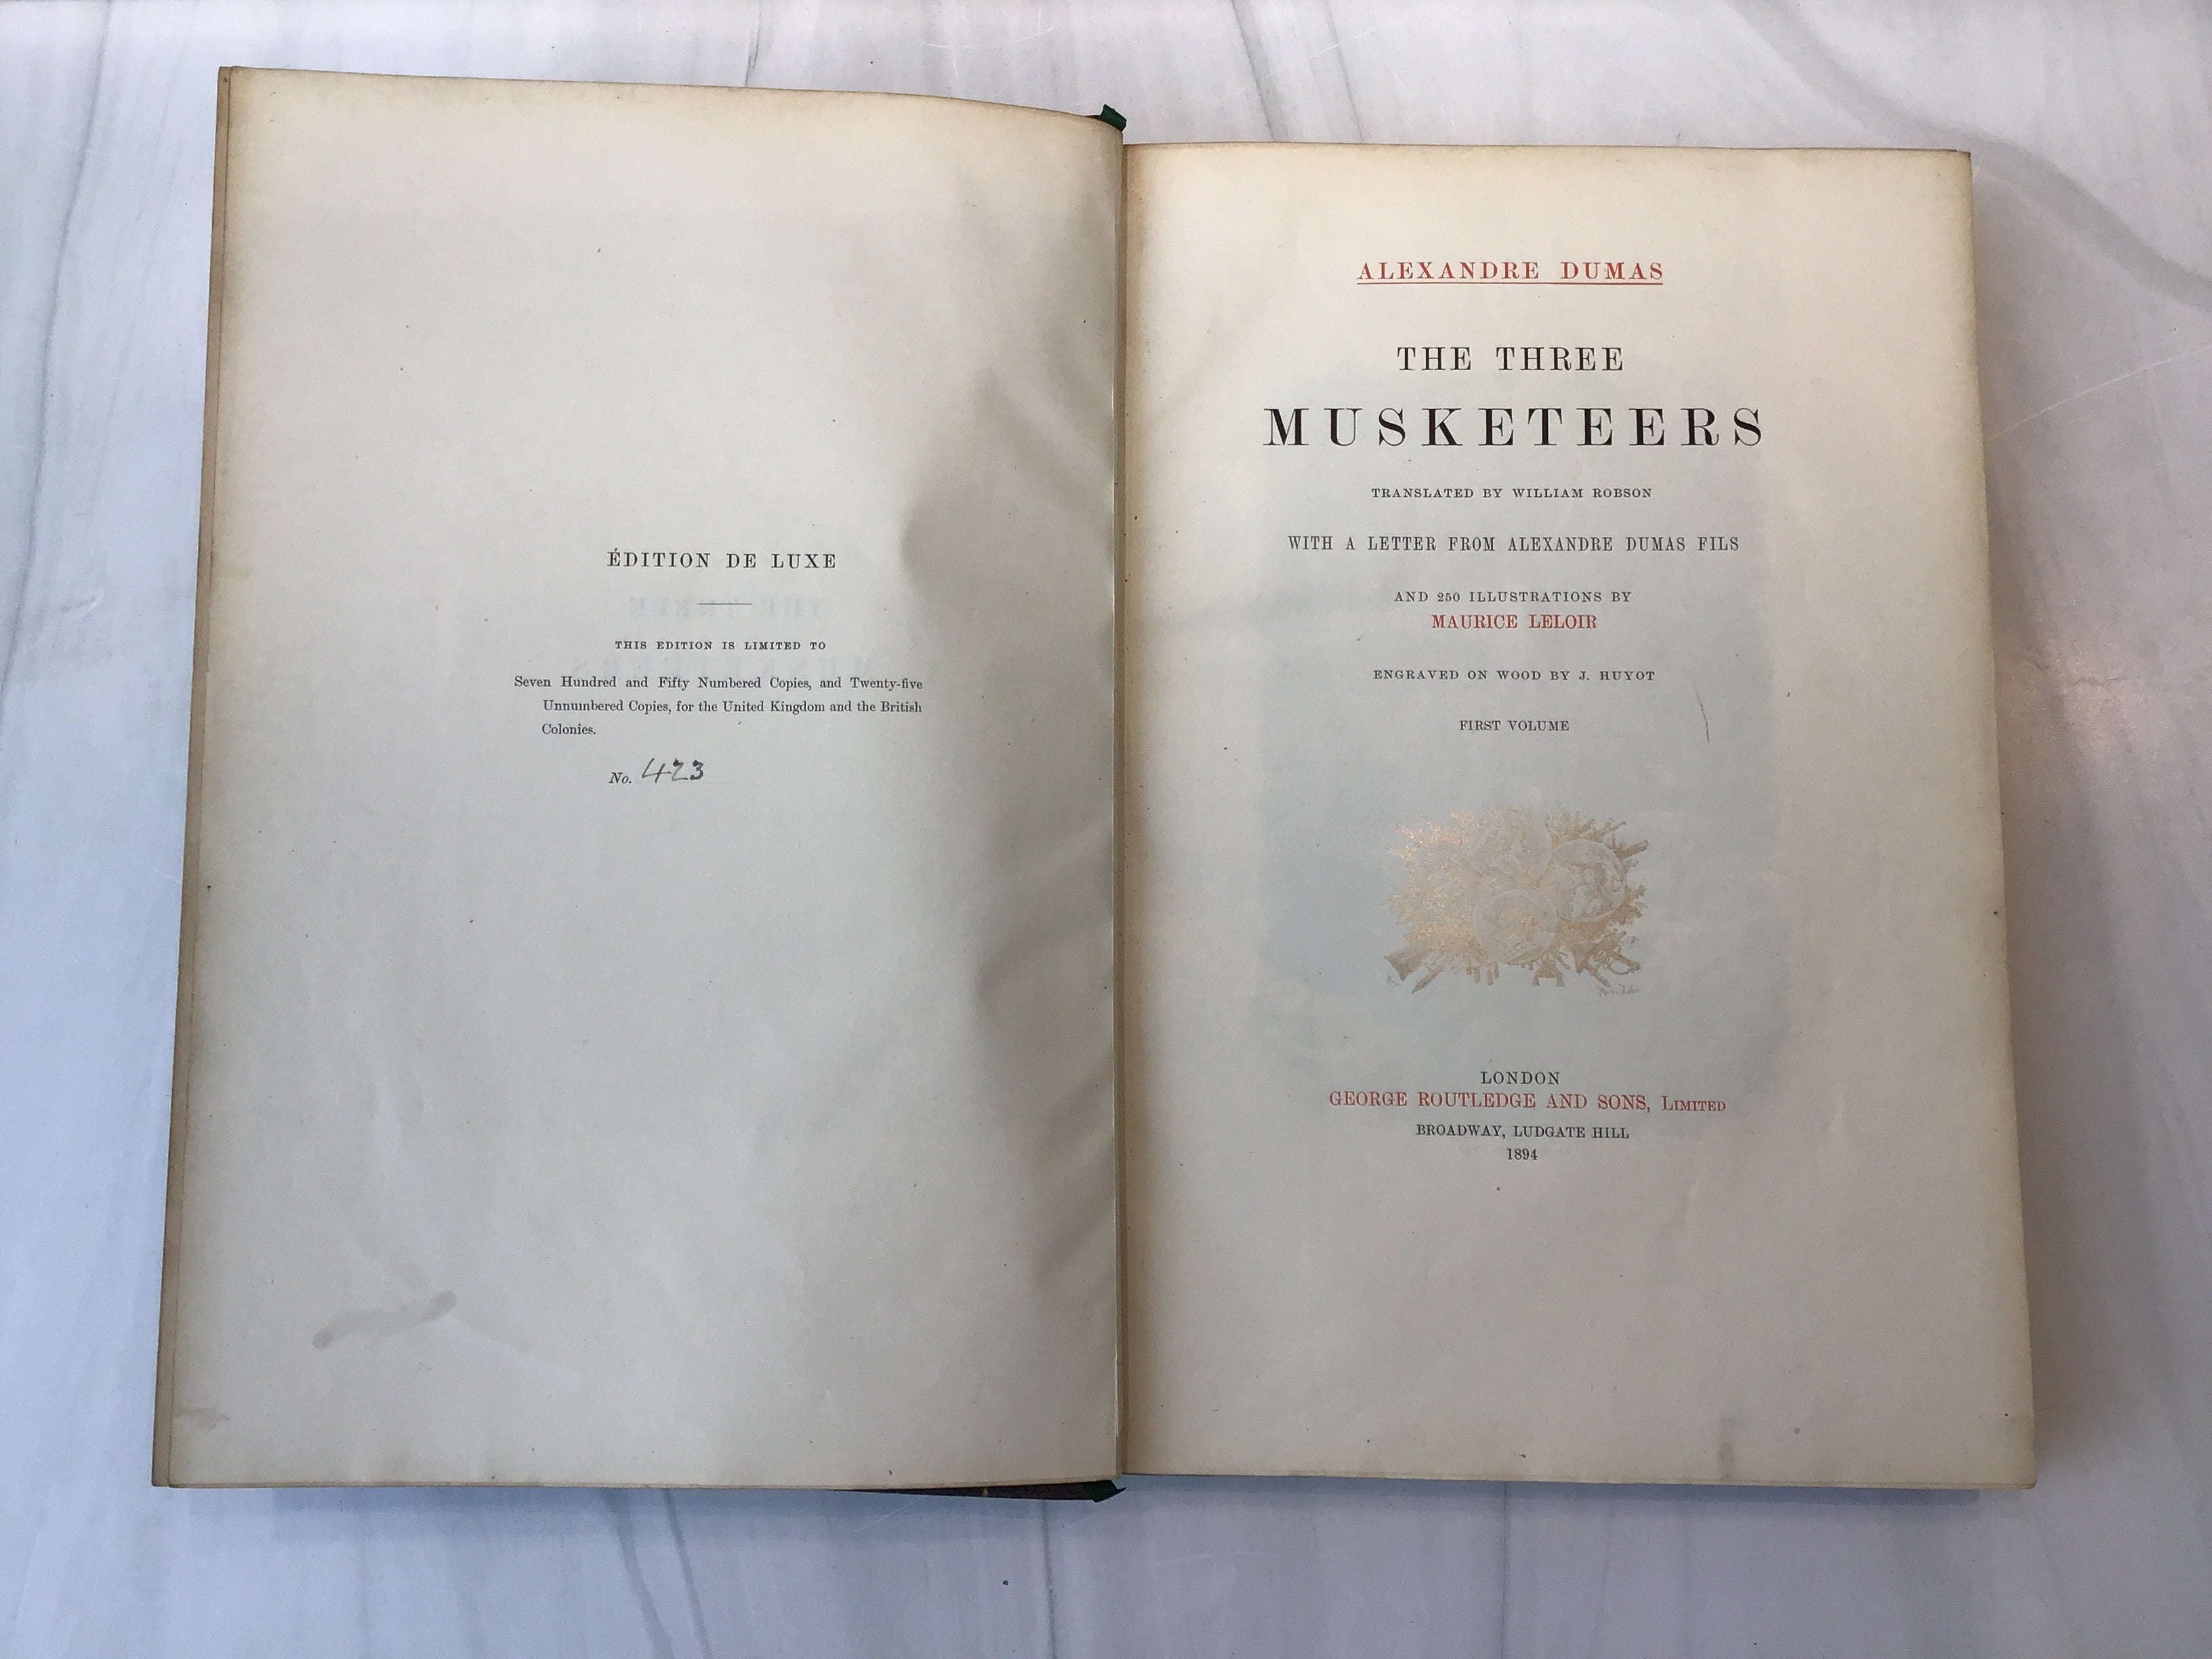 ÉDITION DE LUXE
THIS EDITION IS LIMITED TO
Seven Hundred and Fifty Numbered Copies, and Twenty-five
Unnumbered Copies, for the United Kingdom and the British
Colonies.
No. 423
ALEXANDRE DUMAS
THE THREE
MUSKETEERS
TRANSLATED BY WILLIAM ROBSON
WITH A LETTER FROM ALEXANDRE DUMAS FILS
AND 250 ILLUSTRATIONS BY
MAURICE LELOIR
ENGRAVED ON WOOD BY J. HUYOT
FIRST VOLUME
LONDON
GEORGE ROUTLEDGE AND SONS, LIMITED
BROADWAY, LUDGATE HILL
1894